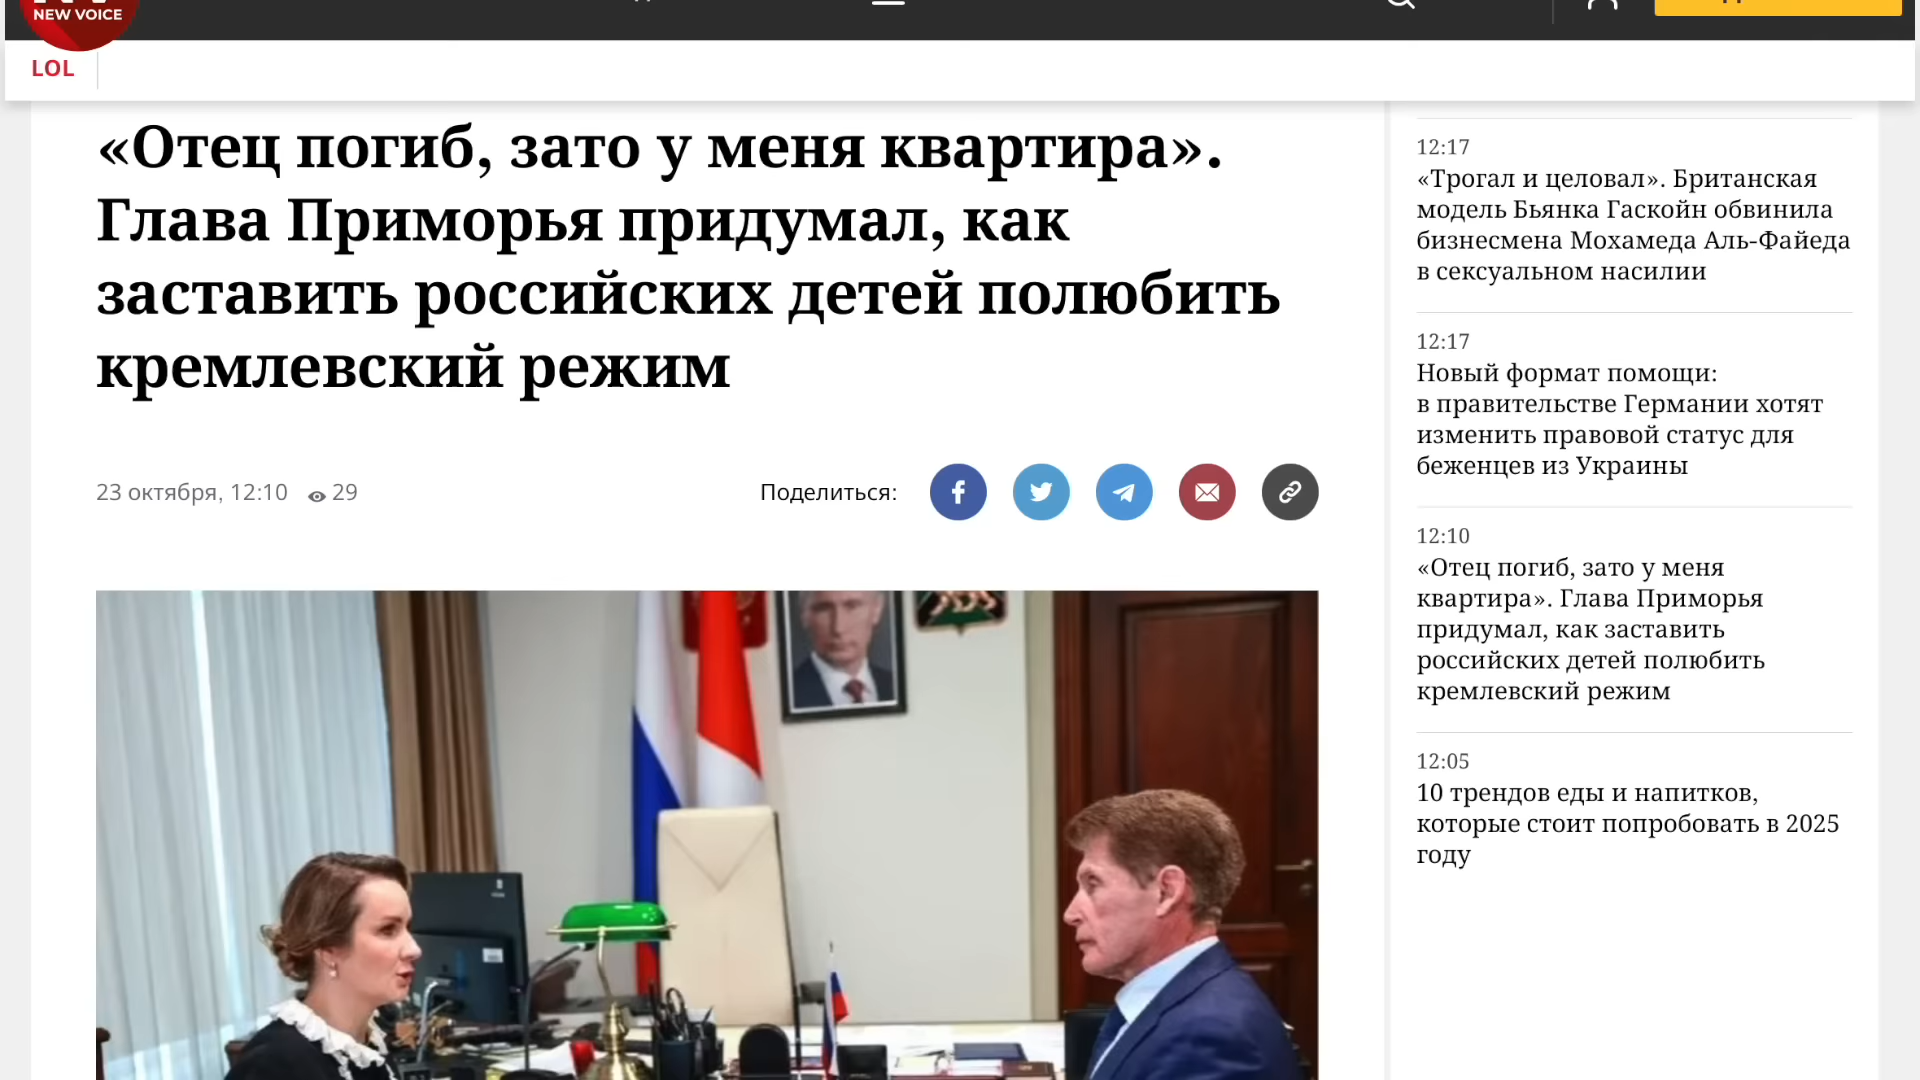 NEW VOICE
LOL
«Отец погиб, зато у меня квартира».
Глава Приморья придумал, как
заставить российских детей полюбить
кремлевский режим
23 октября, 12:10 29
Поделиться:
12:17
«Трогал и целовал». Британская
модель Бьянка Гаскойн обвинила
бизнесмена Мохамеда Аль-Файеда
в сексуальном насилии
12:17
Новый формат помощи:
в правительстве Германии хотят
изменить правовой статус для
беженцев из Украины
12:10
«Отец погиб, зато у меня
квартира». Глава Приморья
придумал, как заставить
российских детей полюбить
кремлевский режим
12:05
10 трендов еды и напитков,
которые стоит попробовать в 2025
году